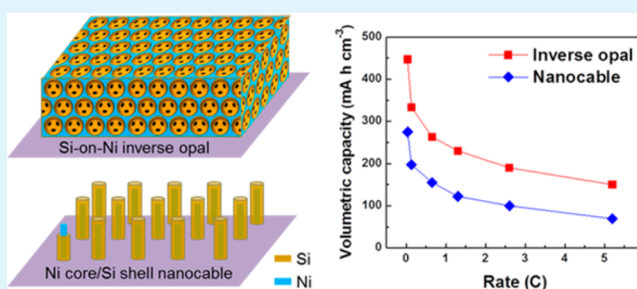 Si-on-Ni inverse opal
Ni core/Si shell nanocable
Si
Ni
Volumetric capacity (mA h cm⁻³)
500
400
300
200
100
0
Inverse opal
Nanocable
0 1 2 3 4 5
Rate (C)